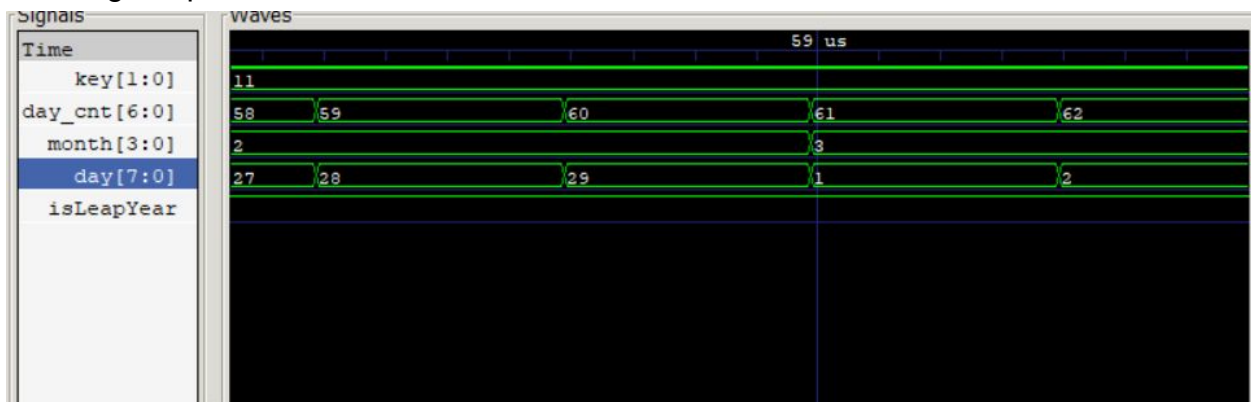 Signals Waves
Time 59 us
key[1:0] 11
day_cnt[6:0] 58 59 60 61 62
month[3:0] 2 3
day[7:0] 27 28 29 1 2
isLeapYear